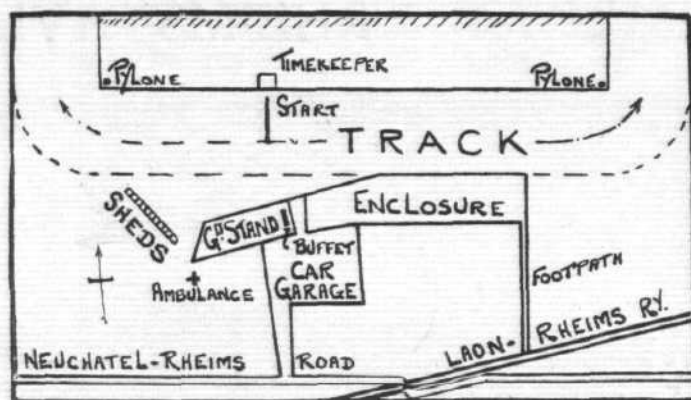 PYLONE
TIMEKEEPER
PYLONE
START
TRACK
SHEDS
Gᴰ STAND
ENCLOSURE
BUFFET
CAR
GARAGE
AMBULANCE
FOOTPATH
NEUCHATEL-RHEIMS ROAD
LAON-RHEIMS RY.